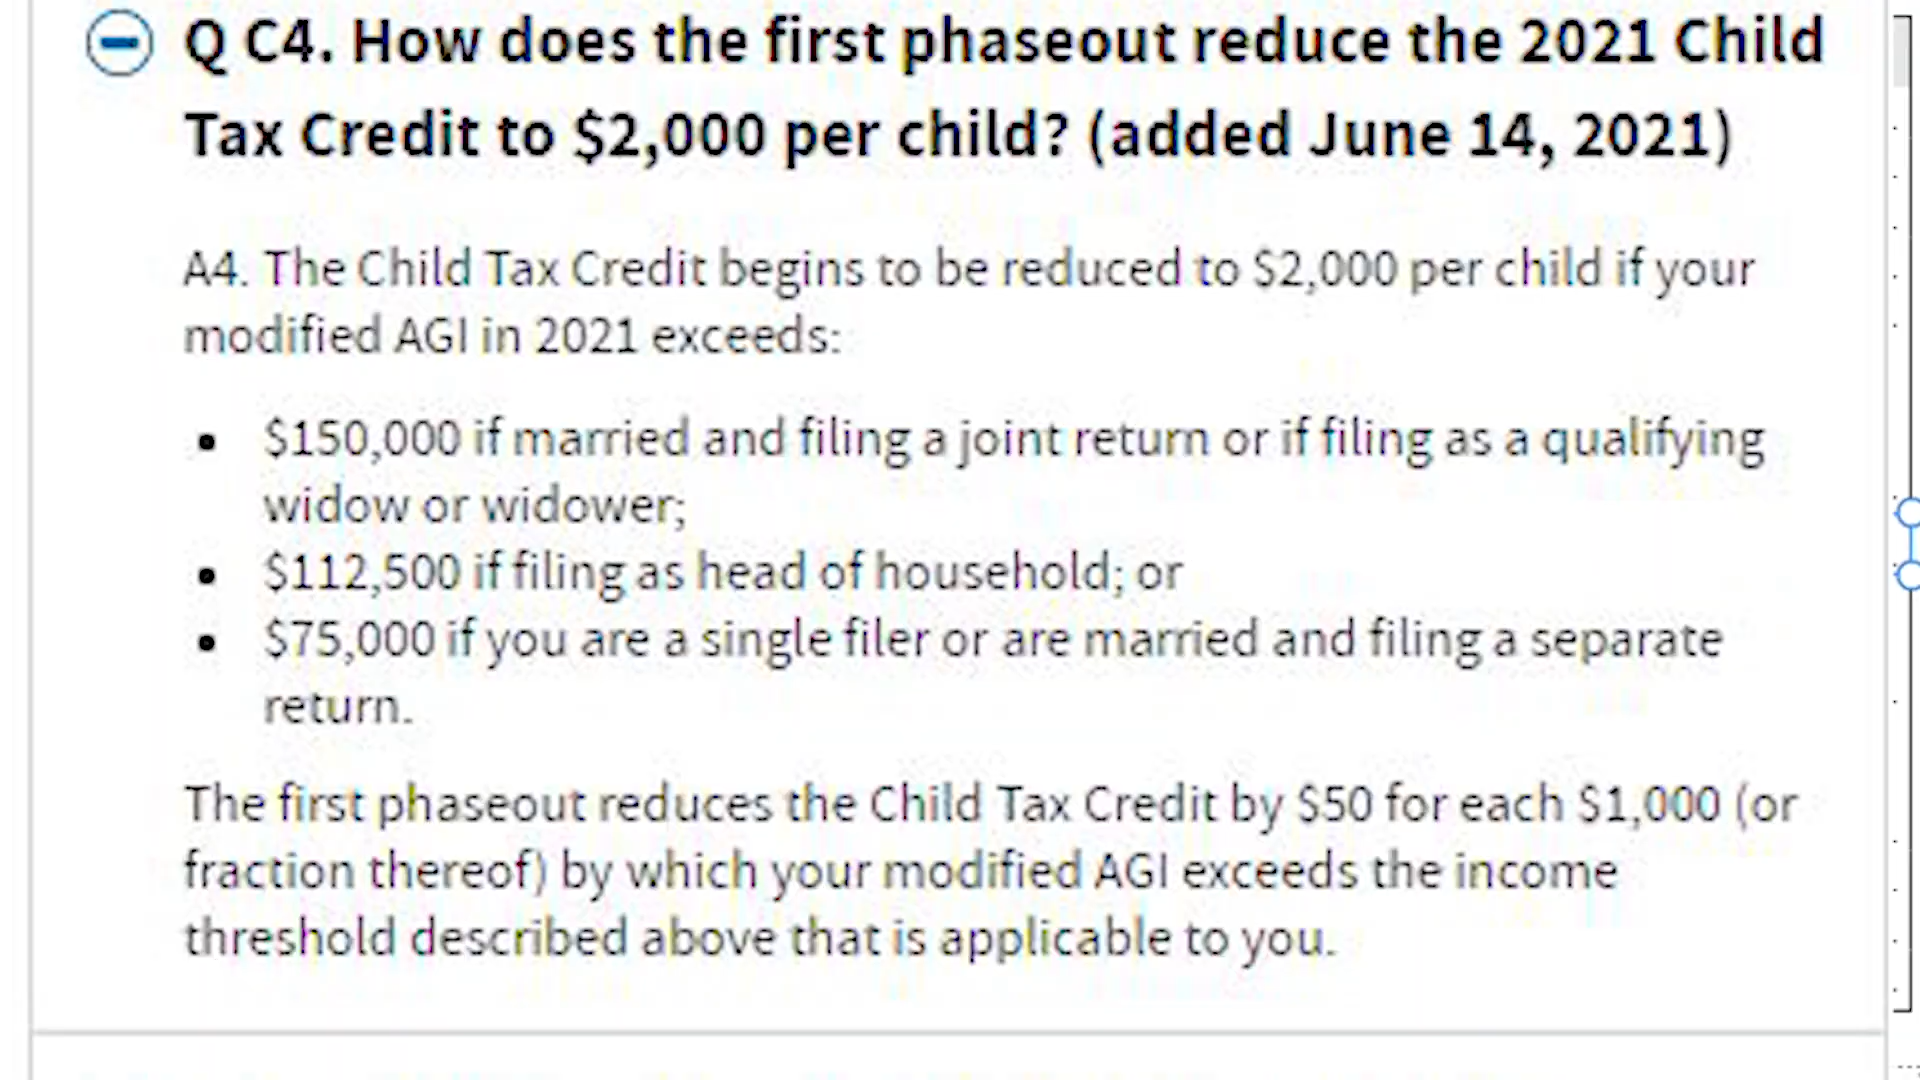 Q C4. How does the first phaseout reduce the 2021 Child
Tax Credit to $2,000 per child? (added June 14, 2021)
A4. The Child Tax Credit begins to be reduced to $2,000 per child if your
modified AGI in 2021 exceeds:
• $150,000 if married and filing a joint return or if filing as a qualifying
widow or widower;
• $112,500 if filing as head of household; or
• $75,000 if you are a single filer or are married and filing a separate
return.
The first phaseout reduces the Child Tax Credit by $50 for each $1,000 (or
fraction thereof) by which your modified AGI exceeds the income
threshold described above that is applicable to you.